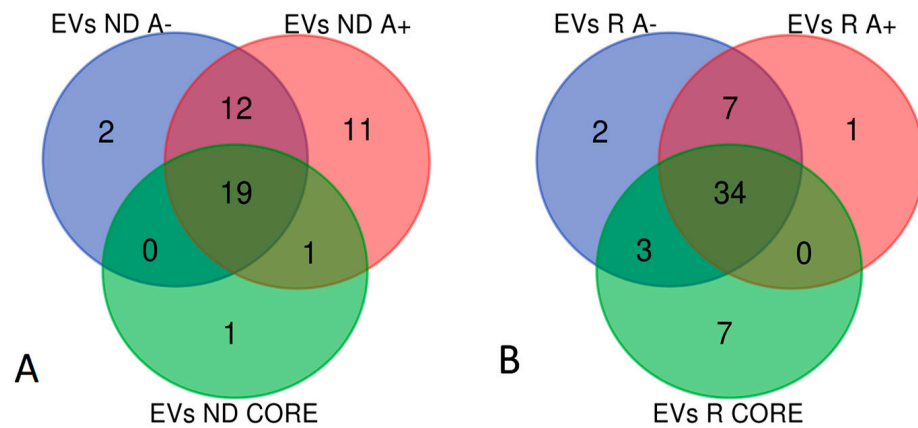 EVs ND A- EVs ND A+
2 12 11
19
0 1
1
A
EVs ND CORE
EVs R A- EVs R A+
2 7 1
34
3 0
7
B
EVs R CORE